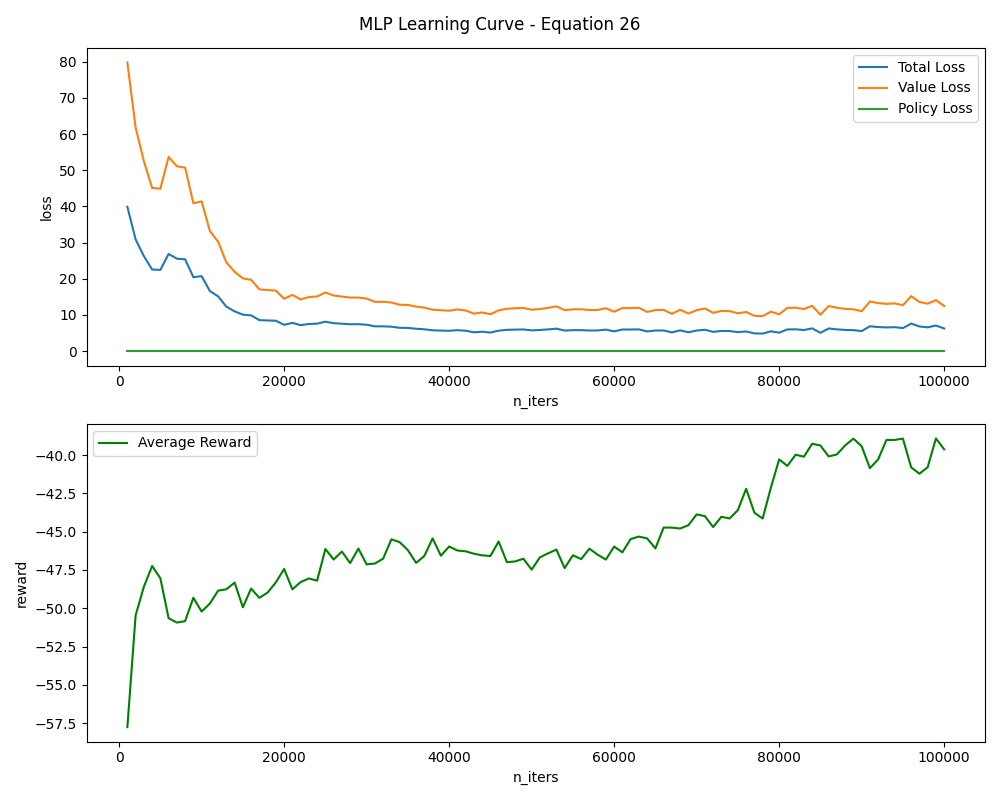 MLP Learning Curve - Equation 26
Total Loss
Value Loss
Policy Loss
80
70
60
50
40
30
20
10
0
loss
0 20000 40000 60000 80000 100000
n_iters
Average Reward
−40.0
−42.5
−45.0
−47.5
−50.0
−52.5
−55.0
−57.5
reward
0 20000 40000 60000 80000 100000
n_iters